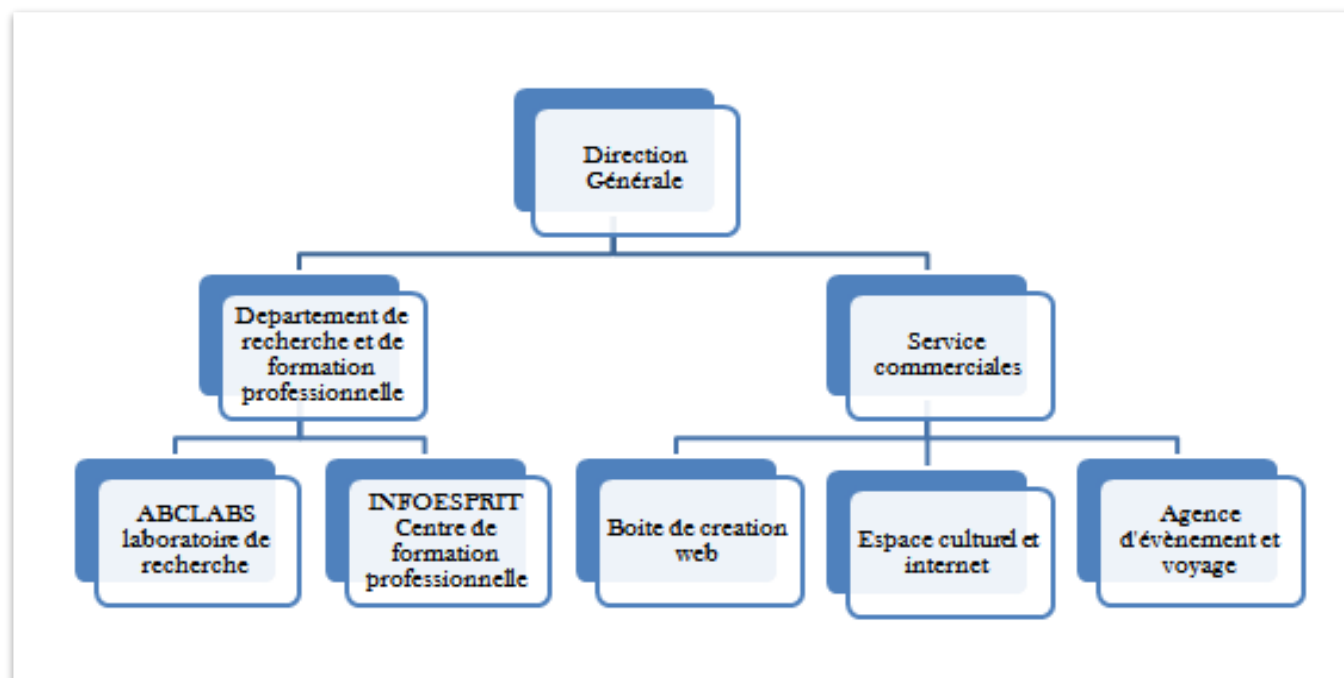 Direction
Générale
Departement de
recherche et de
formation
professionnelle
Service
commerciales
ABCLABS
laboratoire de
recherche
INFOESPRIT
Centre de
formation
professionnelle
Boite de creation
web
Espace culturel et
internet
Agence
d'évènement et
voyage